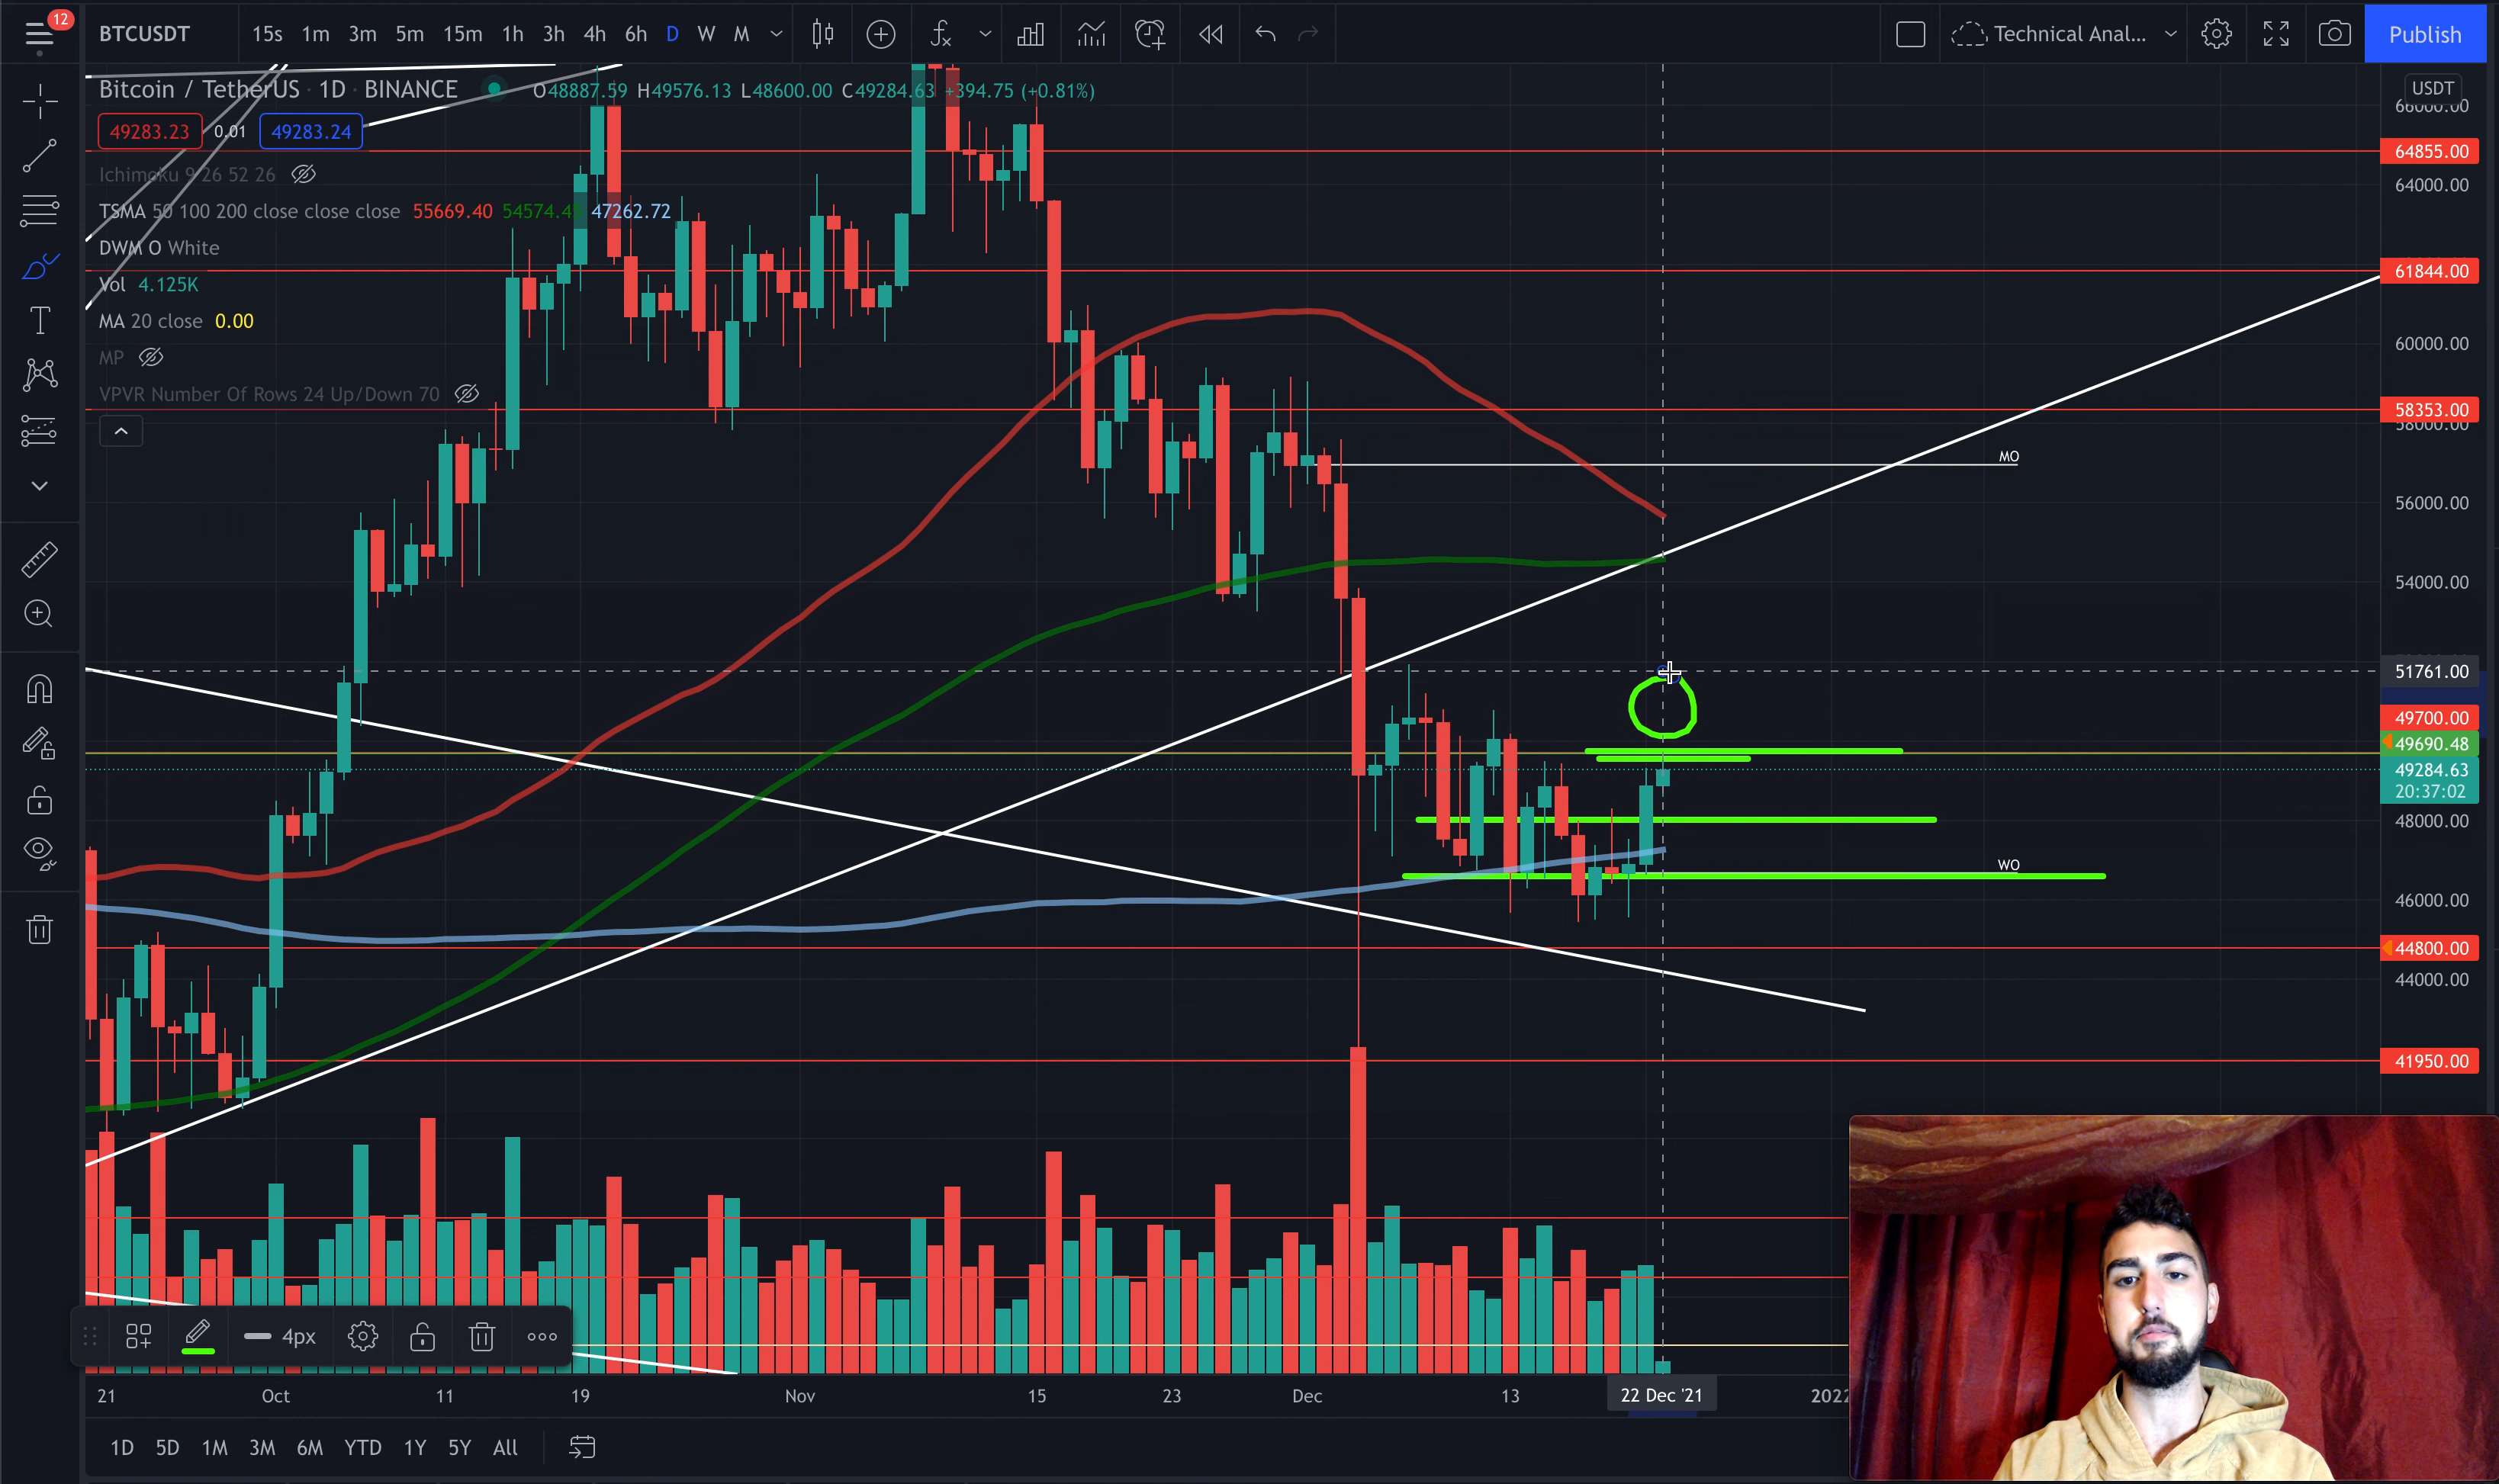 12
BTCUSDT 15s 1m 3m 5m 15m 1h 3h 4h 6h D W M Technical Anal... Publish
Bitcoin / TetherUS · 1D · BINANCE O48887.59 H49576.13 L48600.00 C49284.63 +394.75 (+0.81%)
USDT
66000.00
49283.23 0.01 49283.24
64855.00
Ichimoku 9 26 52 26
64000.00
TSMA 50 100 200 close close close 55669.40 47262.72
DWM O White
61844.00
Vol 4.125K
MA 20 close 0.00
60000.00
MP
VPVR Number Of Rows 24 Up/Down 70
58353.00
58000.00
MO
56000.00
54000.00
51761.00
49700.00
49690.48
49284.63
20:37:02
48000.00
WO
46000.00
44800.00
44000.00
41950.00
4px
21 Oct 11 19 Nov 15 23 Dec 13 22 Dec '21 2022
1D 5D 1M 3M 6M YTD 1Y 5Y All